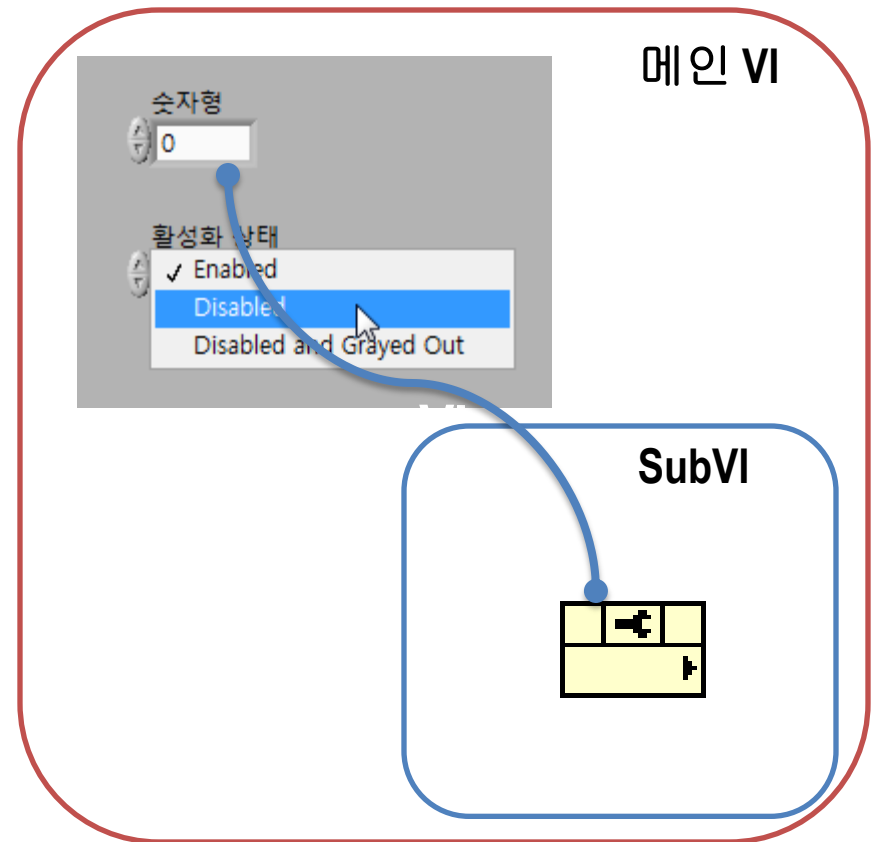 메인 VI
숫자형
0
활성화 상태
✓ Enabled
Disabled
Disabled and Grayed Out
SubVI